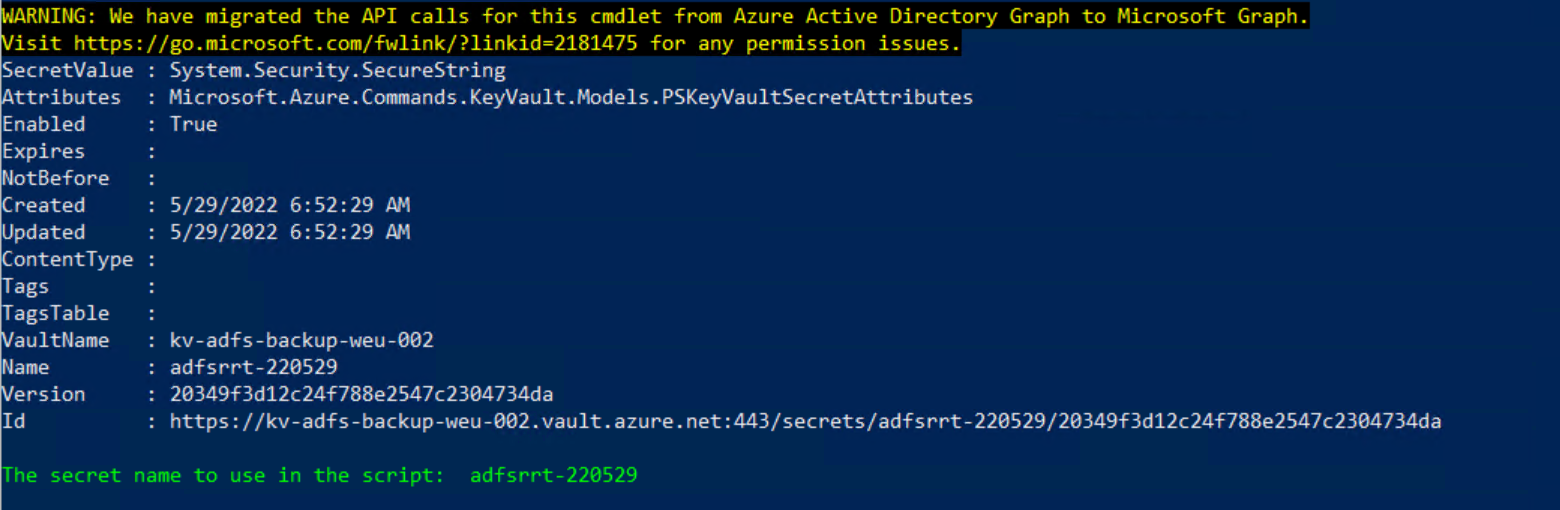 WARNING: We have migrated the API calls for this cmdlet from Azure Active Directory Graph to Microsoft Graph.
Visit https://go.microsoft.com/fwlink/?linkid=2181475 for any permission issues.
SecretValue : System.Security.SecureString
Attributes  : Microsoft.Azure.Commands.KeyVault.Models.PSKeyVaultSecretAttributes
Enabled     : True
Expires     :
NotBefore   :
Created     : 5/29/2022 6:52:29 AM
Updated     : 5/29/2022 6:52:29 AM
ContentType :
Tags        :
TagsTable   :
VaultName   : kv-adfs-backup-weu-002
Name        : adfsrrt-220529
Version     : 20349f3d12c24f788e2547c2304734da
Id          : https://kv-adfs-backup-weu-002.vault.azure.net:443/secrets/adfsrrt-220529/20349f3d12c24f788e2547c2304734da
The secret name to use in the script:  adfsrrt-220529